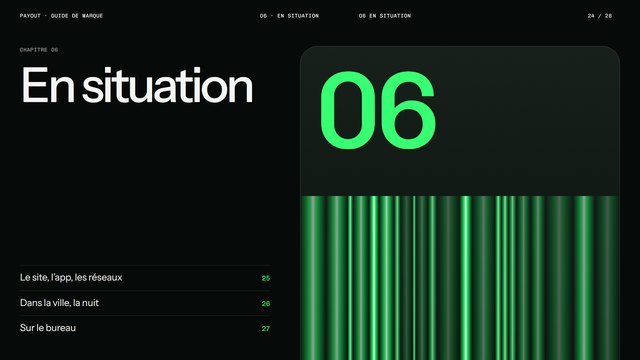 PAYOUT · GUIDE DE MARQUE
06 · EN SITUATION
06 EN SITUATION
24 / 28
CHAPITRE 06
En situation
06
Le site, l'app, les réseaux 25
Dans la ville, la nuit 26
Sur le bureau 27